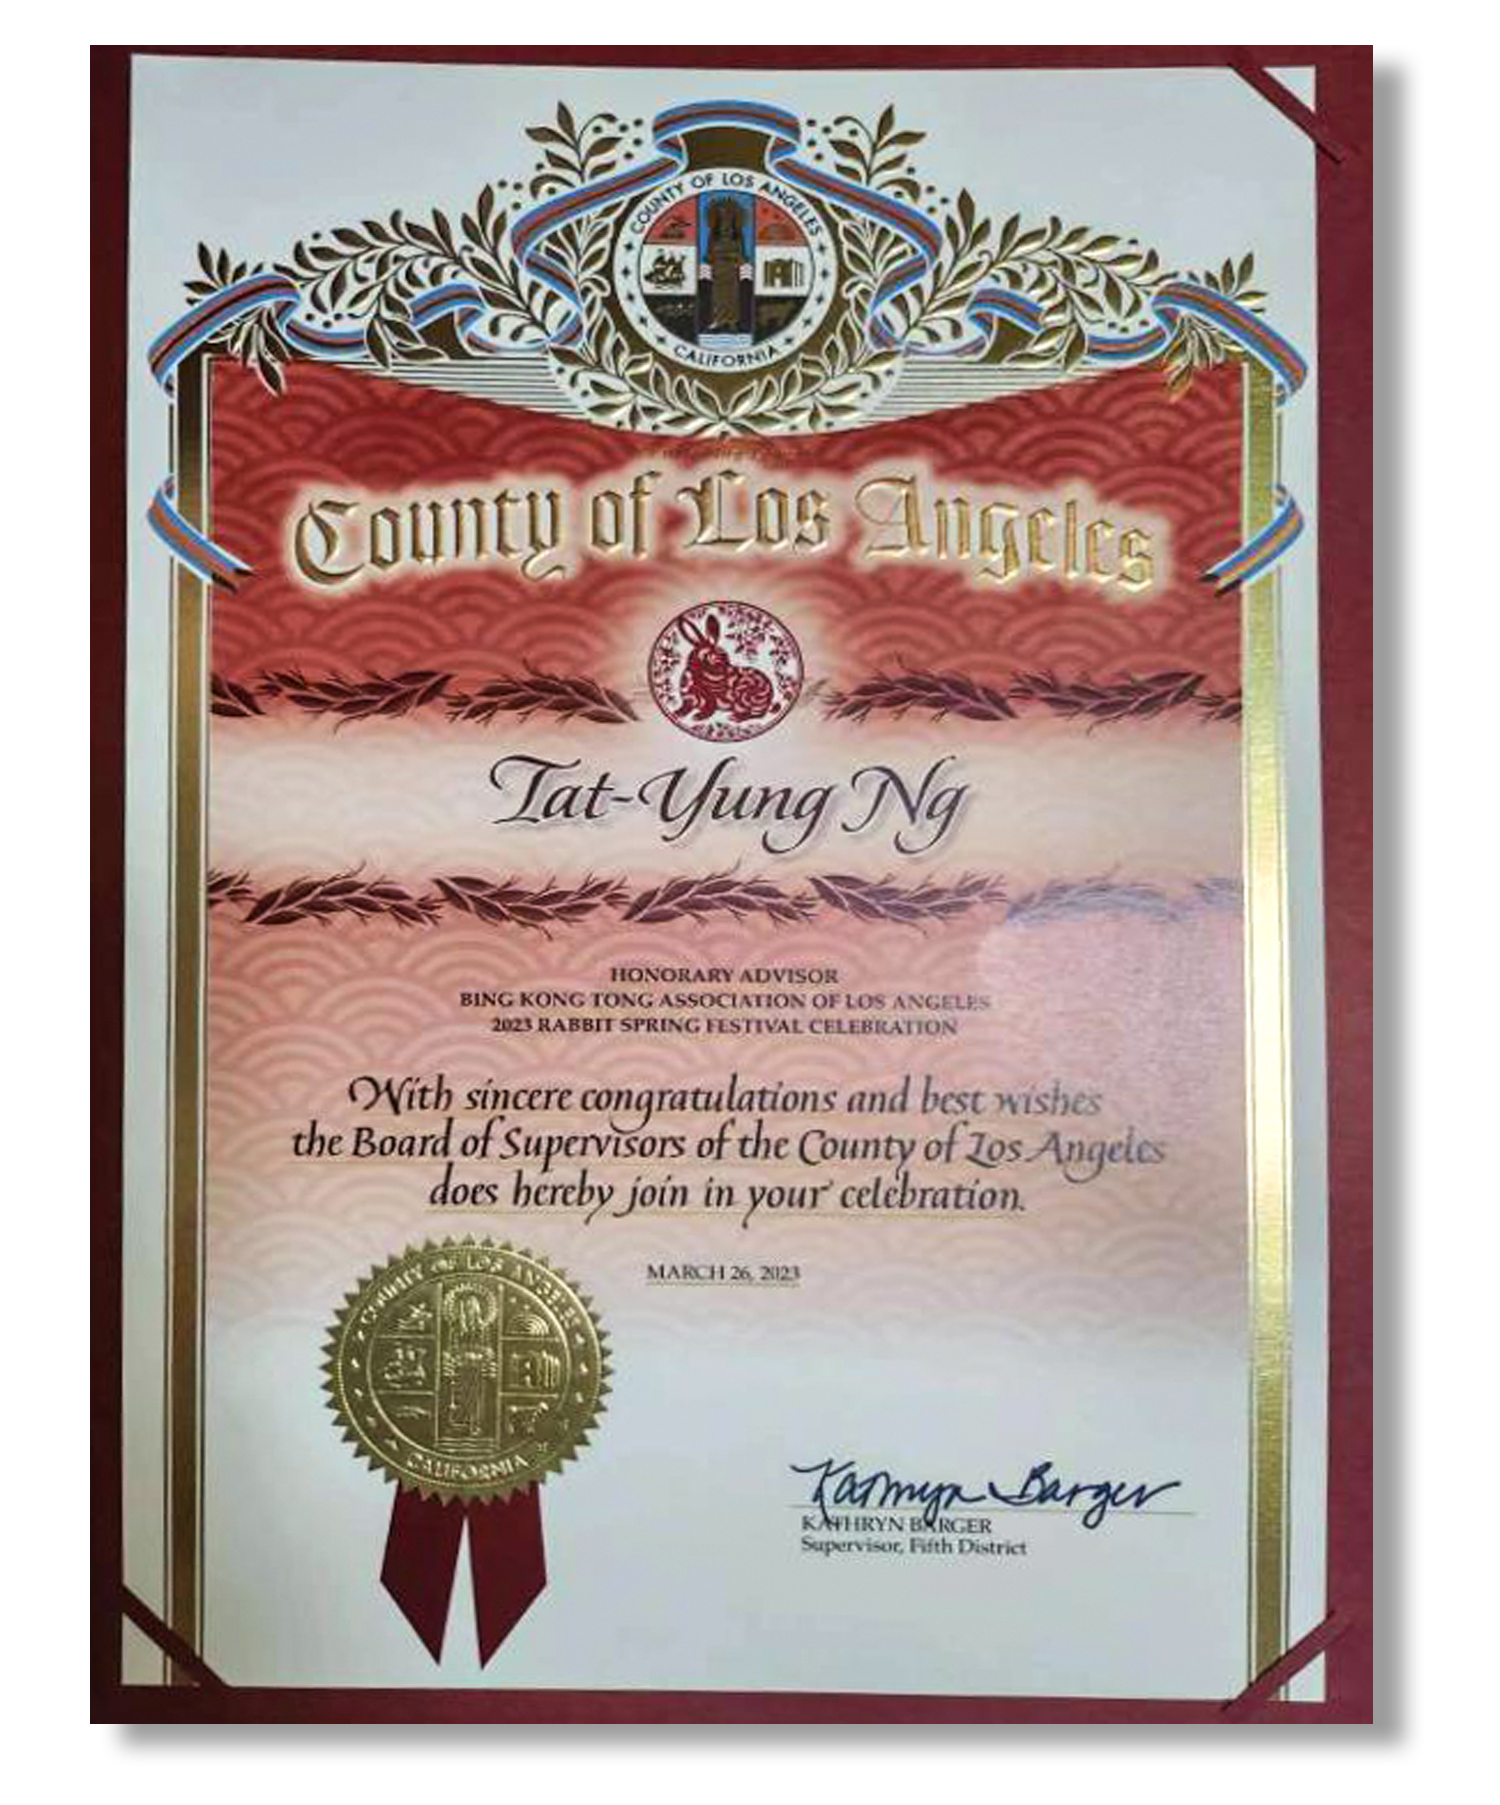 COUNTY OF LOS ANGELES
CALIFORNIA
County of Los Angeles
Tat-Yung Ng
HONORARY ADVISOR
BING KONG TONG ASSOCIATION OF LOS ANGELES
2023 RABBIT SPRING FESTIVAL CELEBRATION
With sincere congratulations and best wishes
the Board of Supervisors of the County of Los Angeles
does hereby join in your celebration.
MARCH 26, 2023
COUNTY OF LOS ANGELES
CALIFORNIA
Kathryn Barger
KATHRYN BARGER
Supervisor, Fifth District